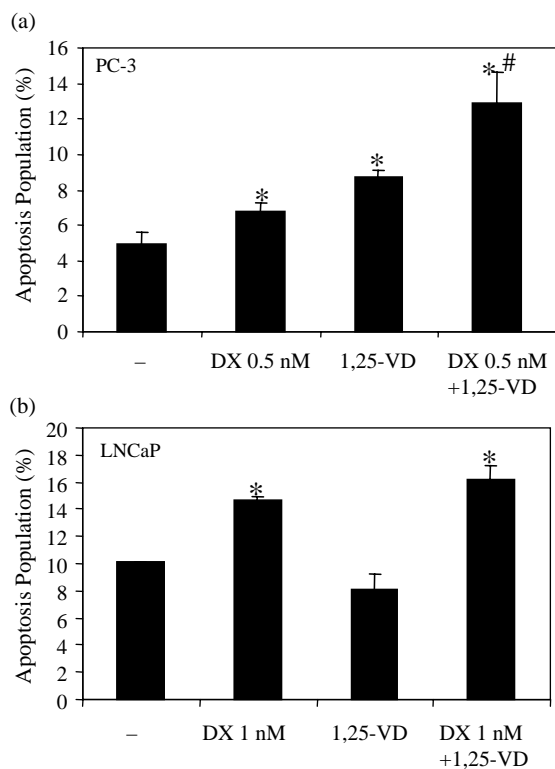 (a)
Apoptosis Population (%)
16
14
12
10
8
6
4
2
0
PC-3
*
*
* #
– DX 0.5 nM 1,25-VD DX 0.5 nM
+1,25-VD
(b)
Apoptosis Population (%)
20
18
16
14
12
10
8
6
4
2
0
LNCaP
*
*
– DX 1 nM 1,25-VD DX 1 nM
+1,25-VD